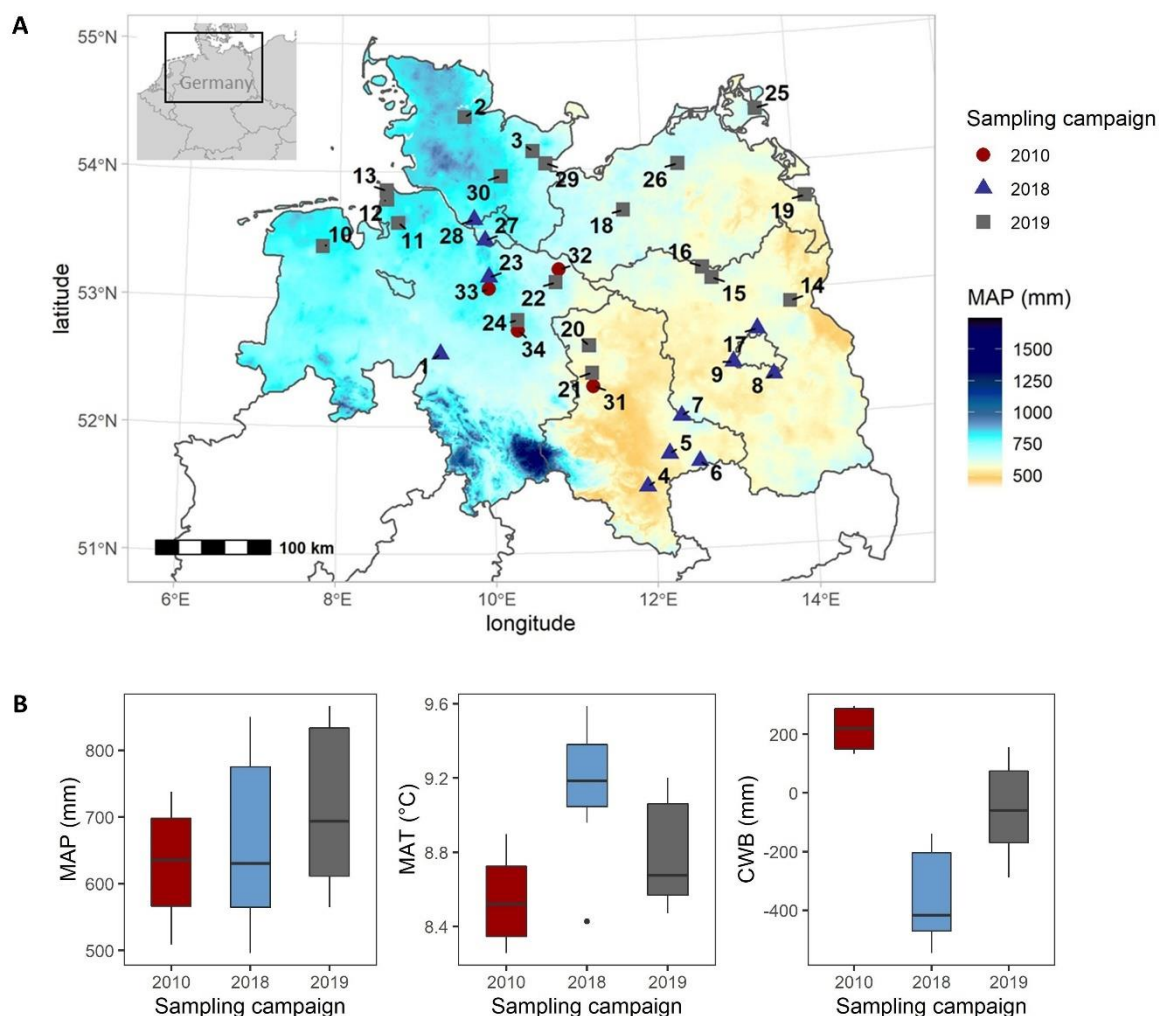 A
55°N
54°N
53°N
52°N
51°N
latitude
Germany
2
3
25
13
30
29
26
12
10
11
28
27
18
19
23
32
16
33
22
15
14
24
20
34
17
1
9
8
21
31
7
5
6
4
100 km
6°E
8°E
10°E
12°E
14°E
longitude
Sampling campaign
2010
2018
2019
MAP (mm)
1500
1250
1000
750
500
B
MAP (mm)
800
700
600
500
2010 2018 2019
Sampling campaign
MAT (°C)
9.6
9.2
8.8
8.4
2010 2018 2019
Sampling campaign
CWB (mm)
200
0
-200
-400
2010 2018 2019
Sampling campaign